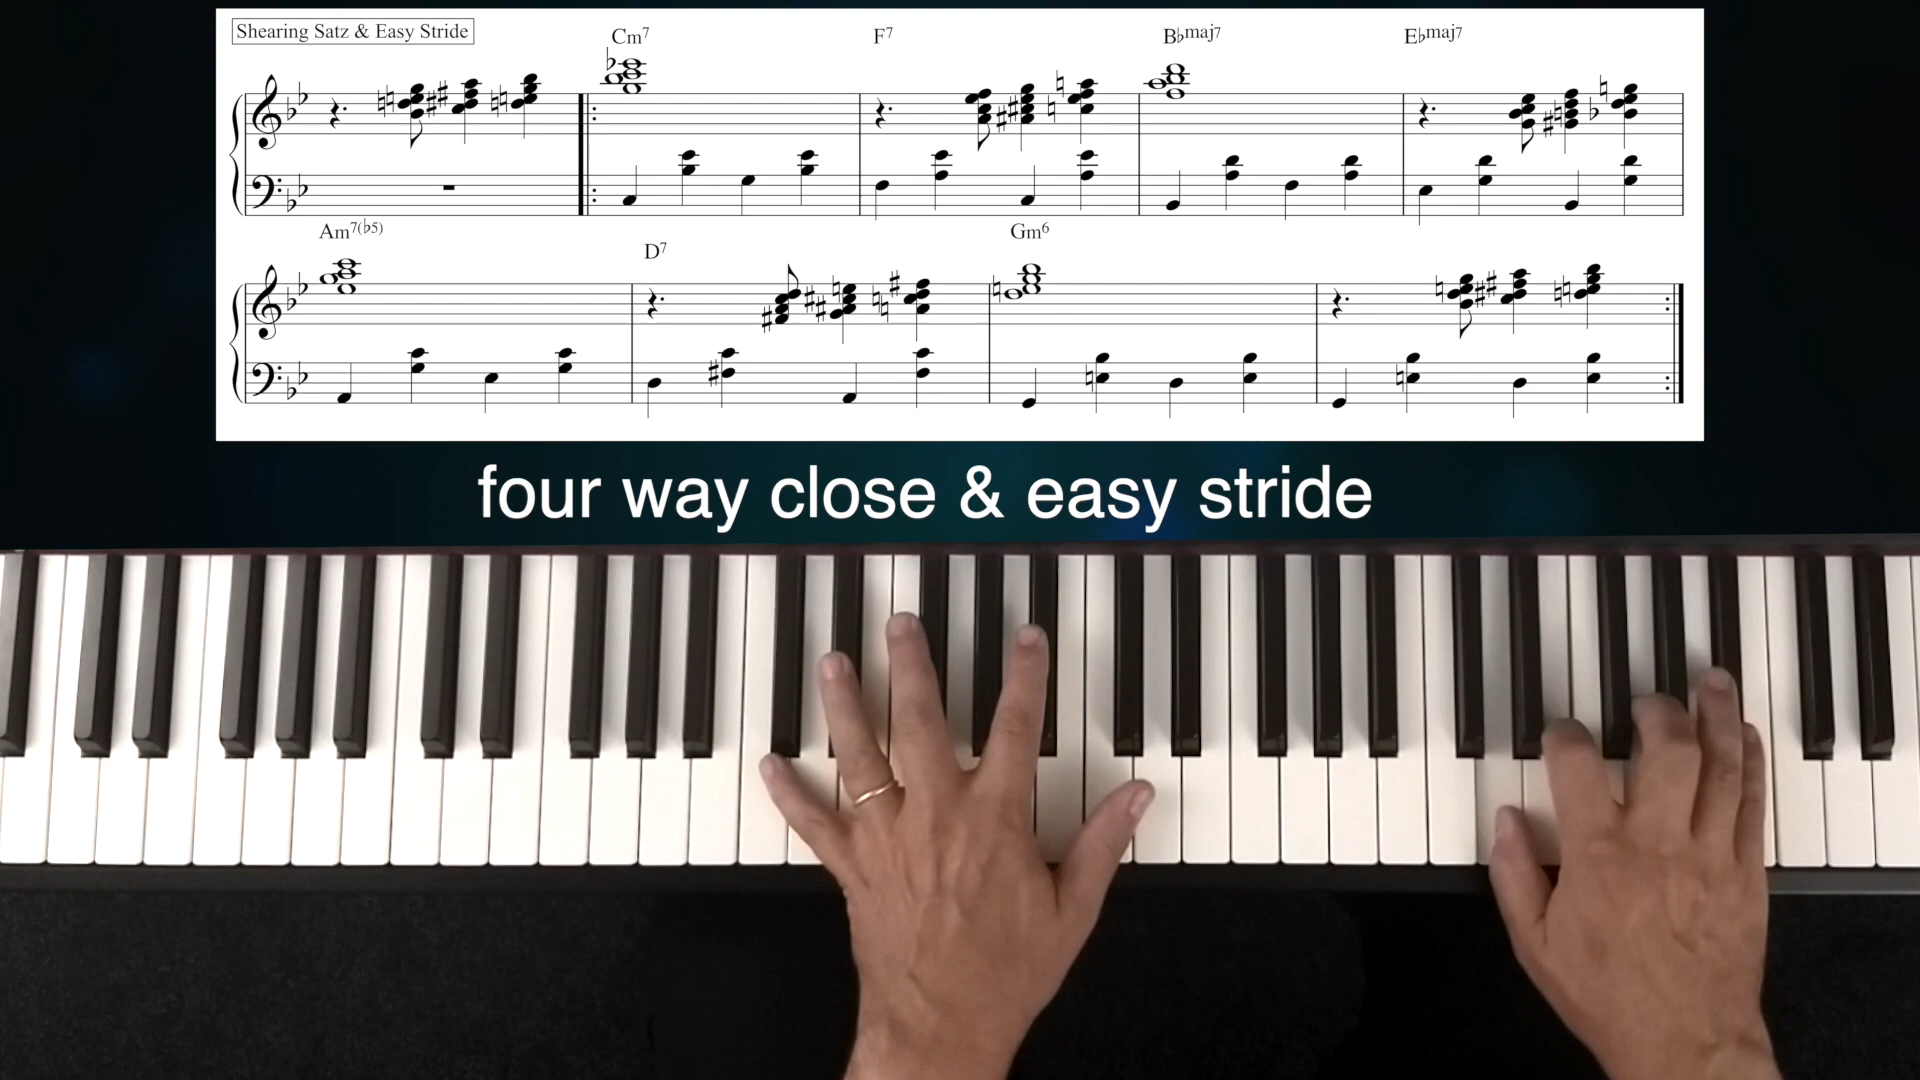 Shearing Satz & Easy Stride
Cm7 F7 B♭maj7 E♭maj7
Am7(♭5) D7 Gm6
four way close & easy stride